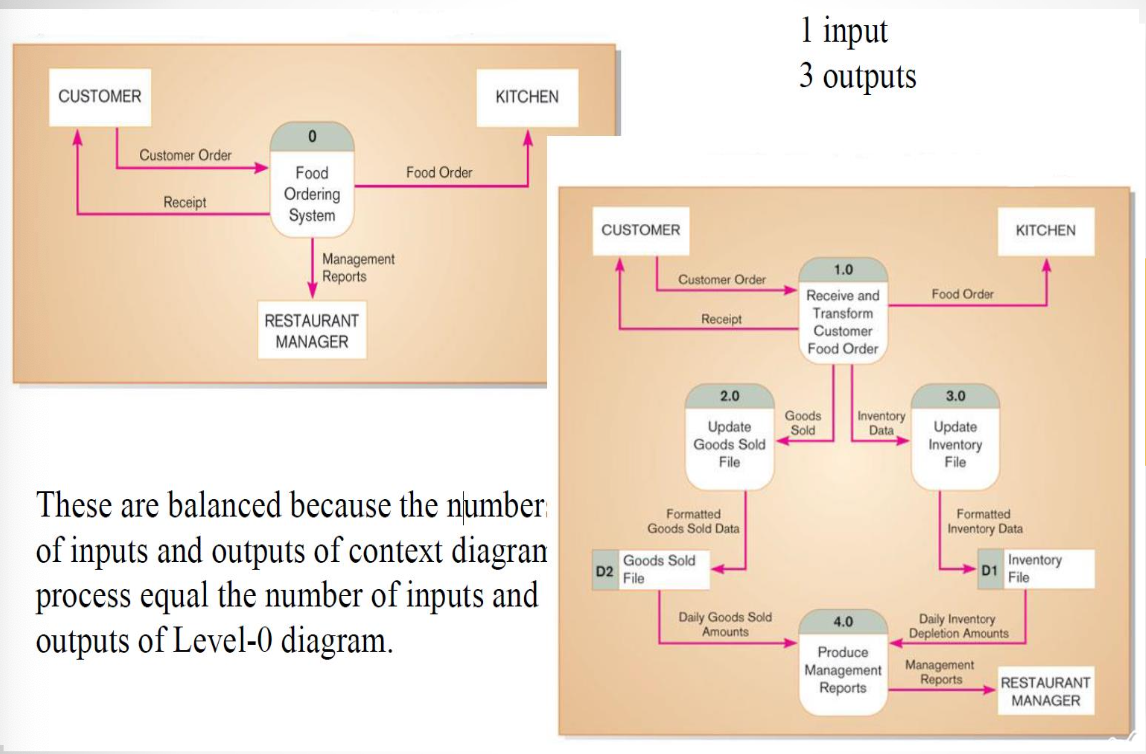 1 input
3 outputs
CUSTOMER
KITCHEN
0
Food
Ordering
System
Customer Order
Receipt
Food Order
Management
Reports
RESTAURANT
MANAGER
These are balanced because the number
of inputs and outputs of context diagram
process equal the number of inputs and
outputs of Level-0 diagram.
CUSTOMER
KITCHEN
Customer Order
Receipt
1.0
Receive and
Transform
Customer
Food Order
Food Order
2.0
Update
Goods Sold
File
Goods
Sold
Inventory
Data
3.0
Update
Inventory
File
Formatted
Goods Sold Data
Formatted
Inventory Data
D2
Goods Sold
File
D1
Inventory
File
Daily Goods Sold
Amounts
4.0
Produce
Management
Reports
Daily Inventory
Depletion Amounts
Management
Reports
RESTAURANT
MANAGER